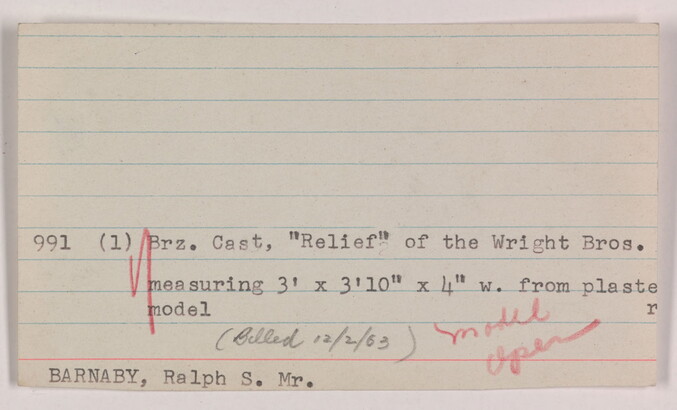 991 (1) Brz. Cast, "Relief" of the Wright Bros.
measuring 3' x 3'10" x 4" w. from plaste
model r
(Billed 12/2/63)
model
open
BARNABY, Ralph S. Mr.